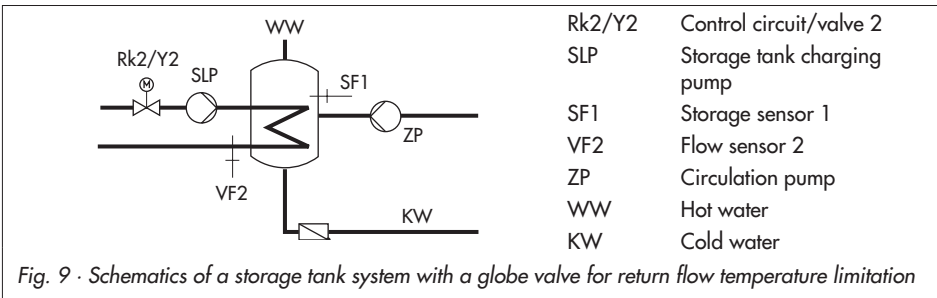 WW
Rk2/Y2
M
SLP
SF1
ZP
VF2
KW
Rk2/Y2 Control circuit/valve 2
SLP Storage tank charging
pump
SF1 Storage sensor 1
VF2 Flow sensor 2
ZP Circulation pump
WW Hot water
KW Cold water
Fig. 9 · Schematics of a storage tank system with a globe valve for return flow temperature limitation